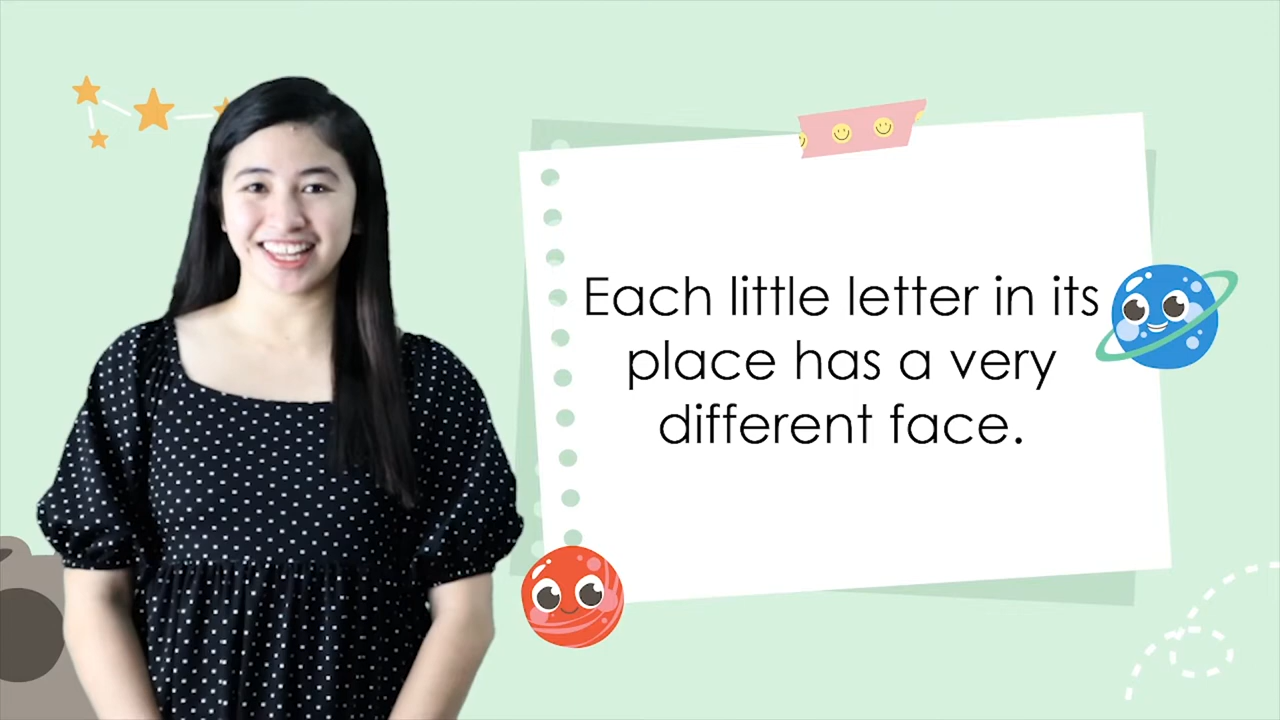 Each little letter in its
place has a very
different face.